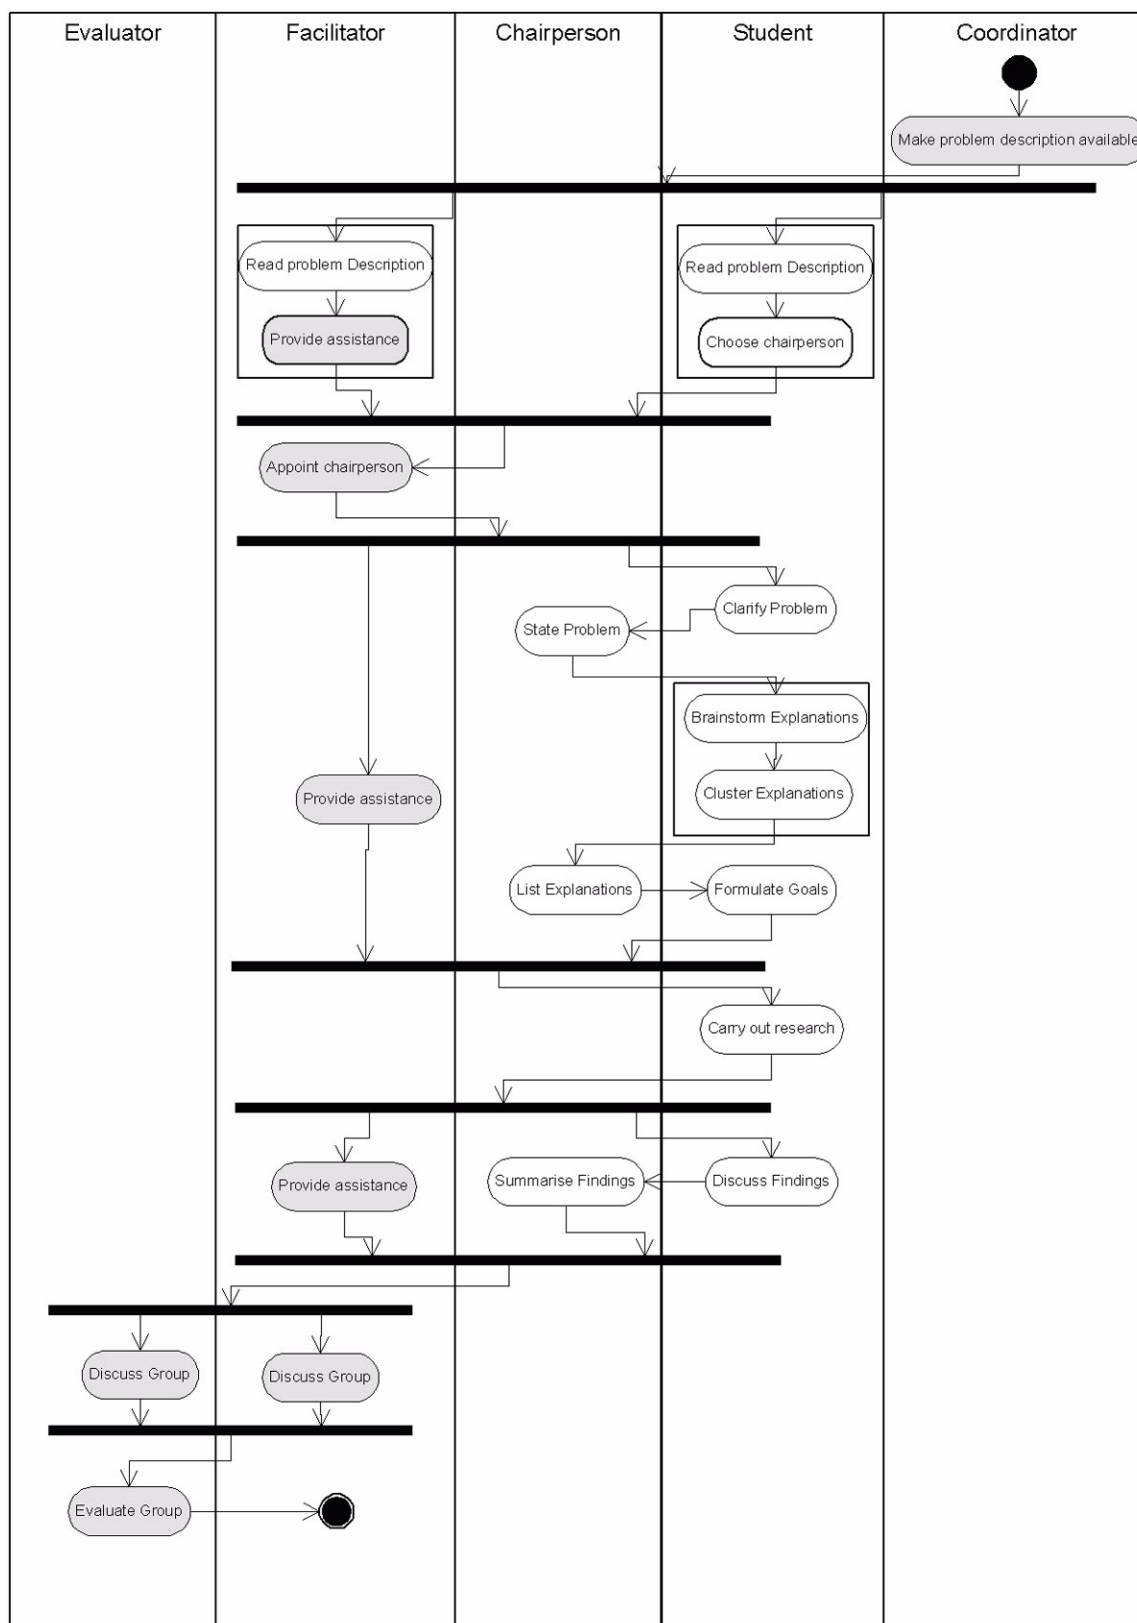 Evaluator
Facilitator
Chairperson
Student
Coordinator
Make problem description available
Read problem Description
Read problem Description
Provide assistance
Choose chairperson
Appoint chairperson
Clarify Problem
State Problem
Brainstorm Explanations
Cluster Explanations
Provide assistance
List Explanations
Formulate Goals
Carry out research
Provide assistance
Summarise Findings
Discuss Findings
Discuss Group
Discuss Group
Evaluate Group